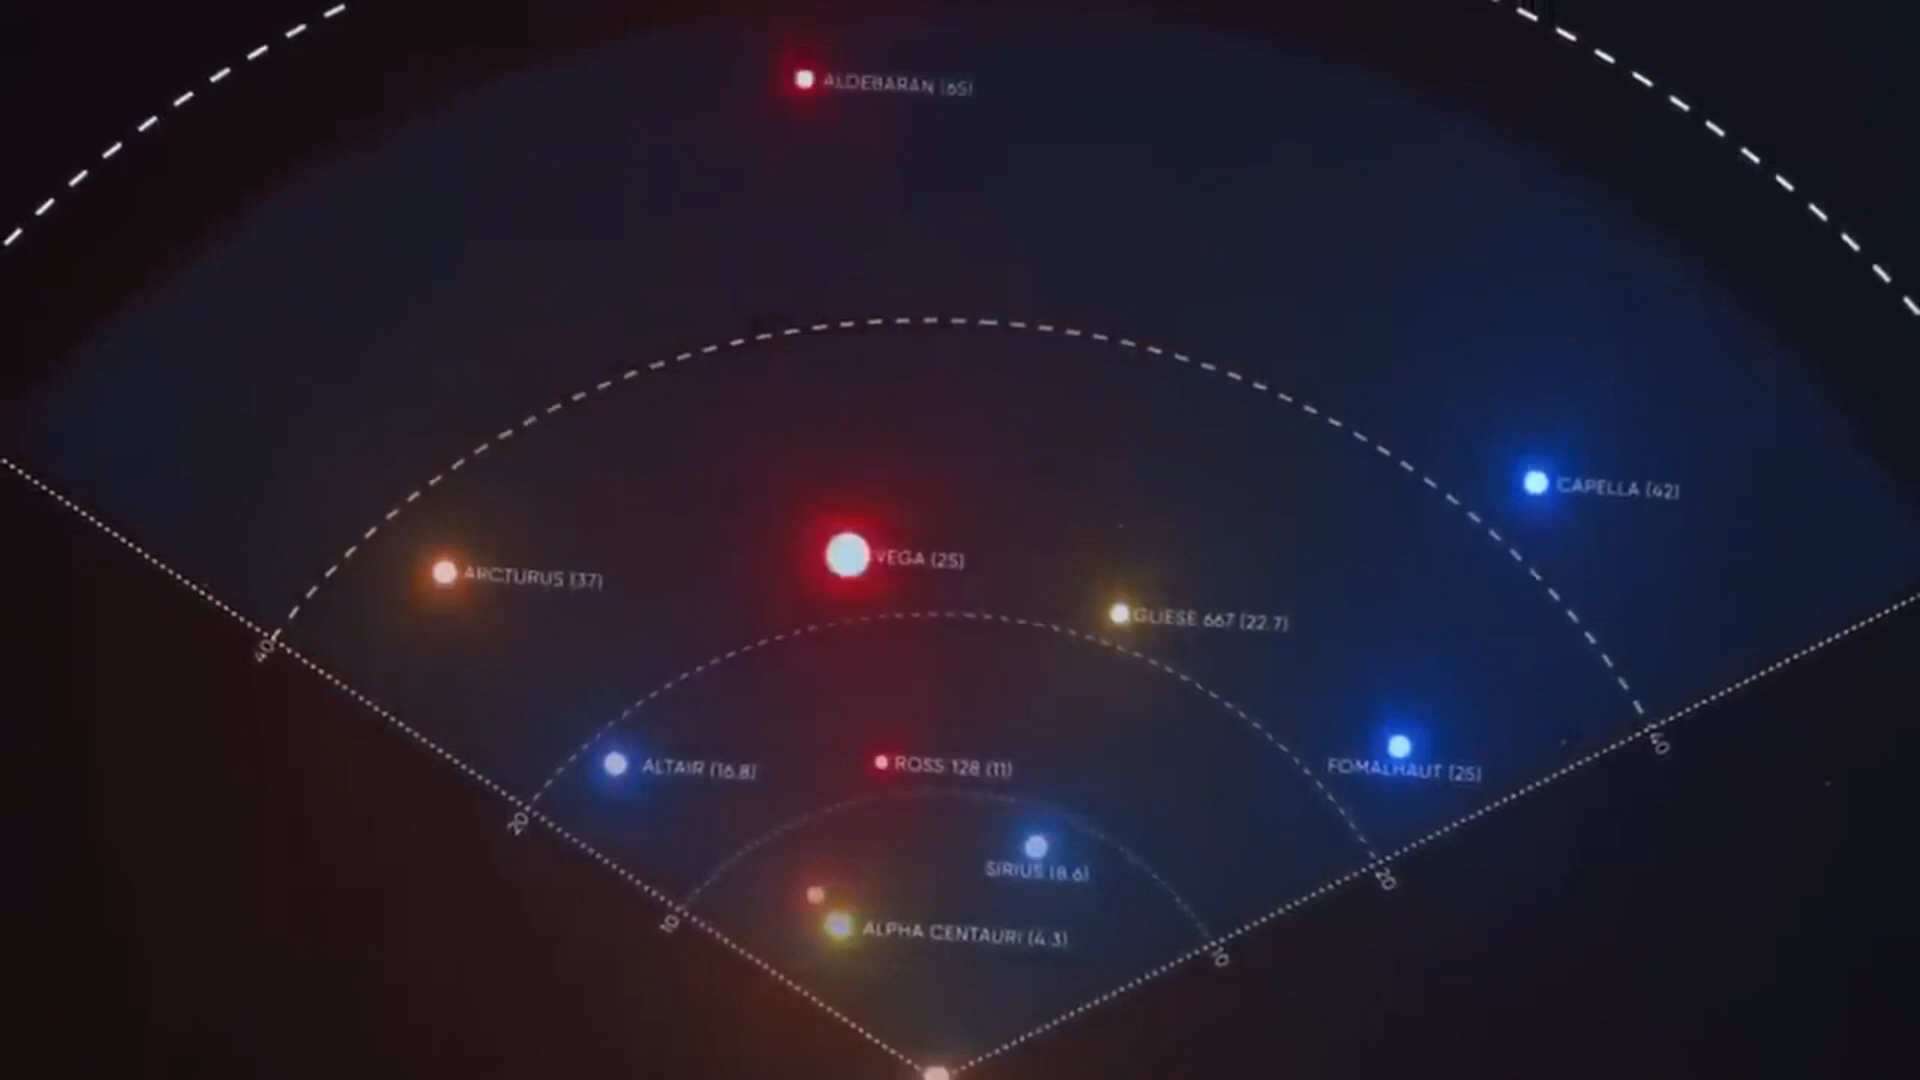 ALDEBARAN (65)
CAPELLA (42)
VEGA (25)
ARCTURUS (37)
GLIESE 667 (22.7)
40
40
FOMALHAUT (25)
ALTAIR (16.8)
ROSS 128 (11)
20
20
SIRIUS (8.6)
10
ALPHA CENTAURI (4.3)
10